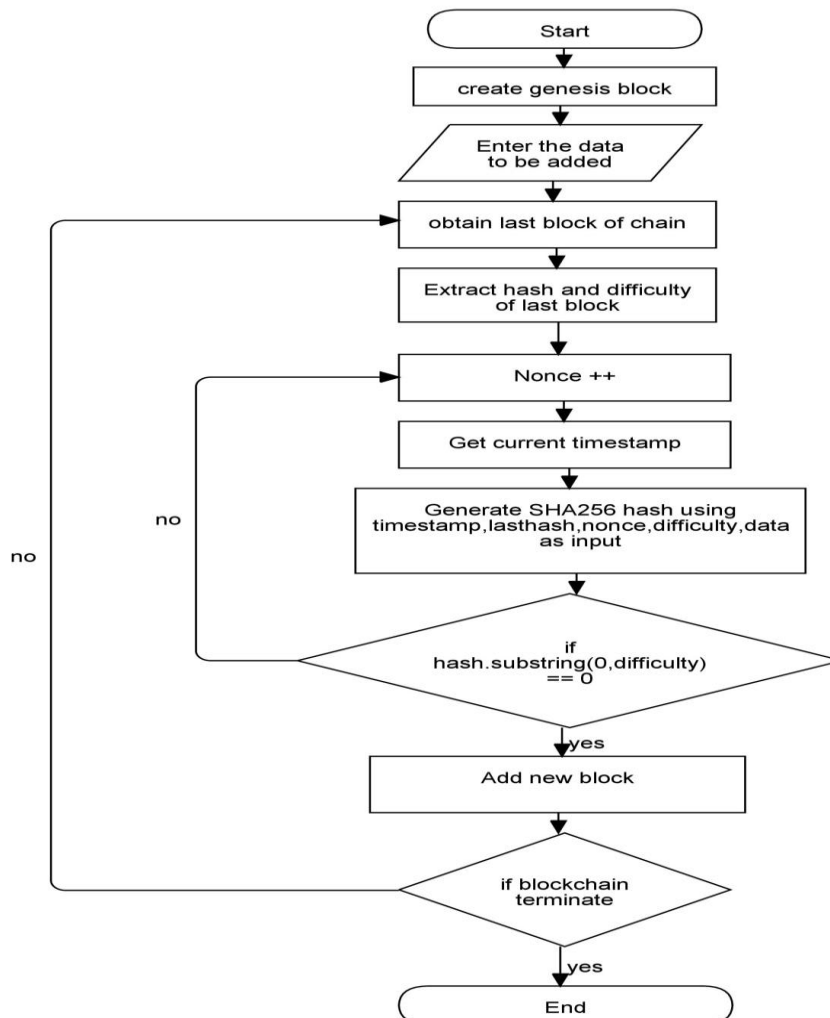 Start
create genesis block
Enter the data
to be added
obtain last block of chain
Extract hash and difficulty
of last block
Nonce ++
Get current timestamp
Generate SHA256 hash using
timestamp,lasthash,nonce,difficulty,data
as input
no
no
if
hash.substring(0,difficulty)
== 0
yes
Add new block
if blockchain
terminate
yes
End